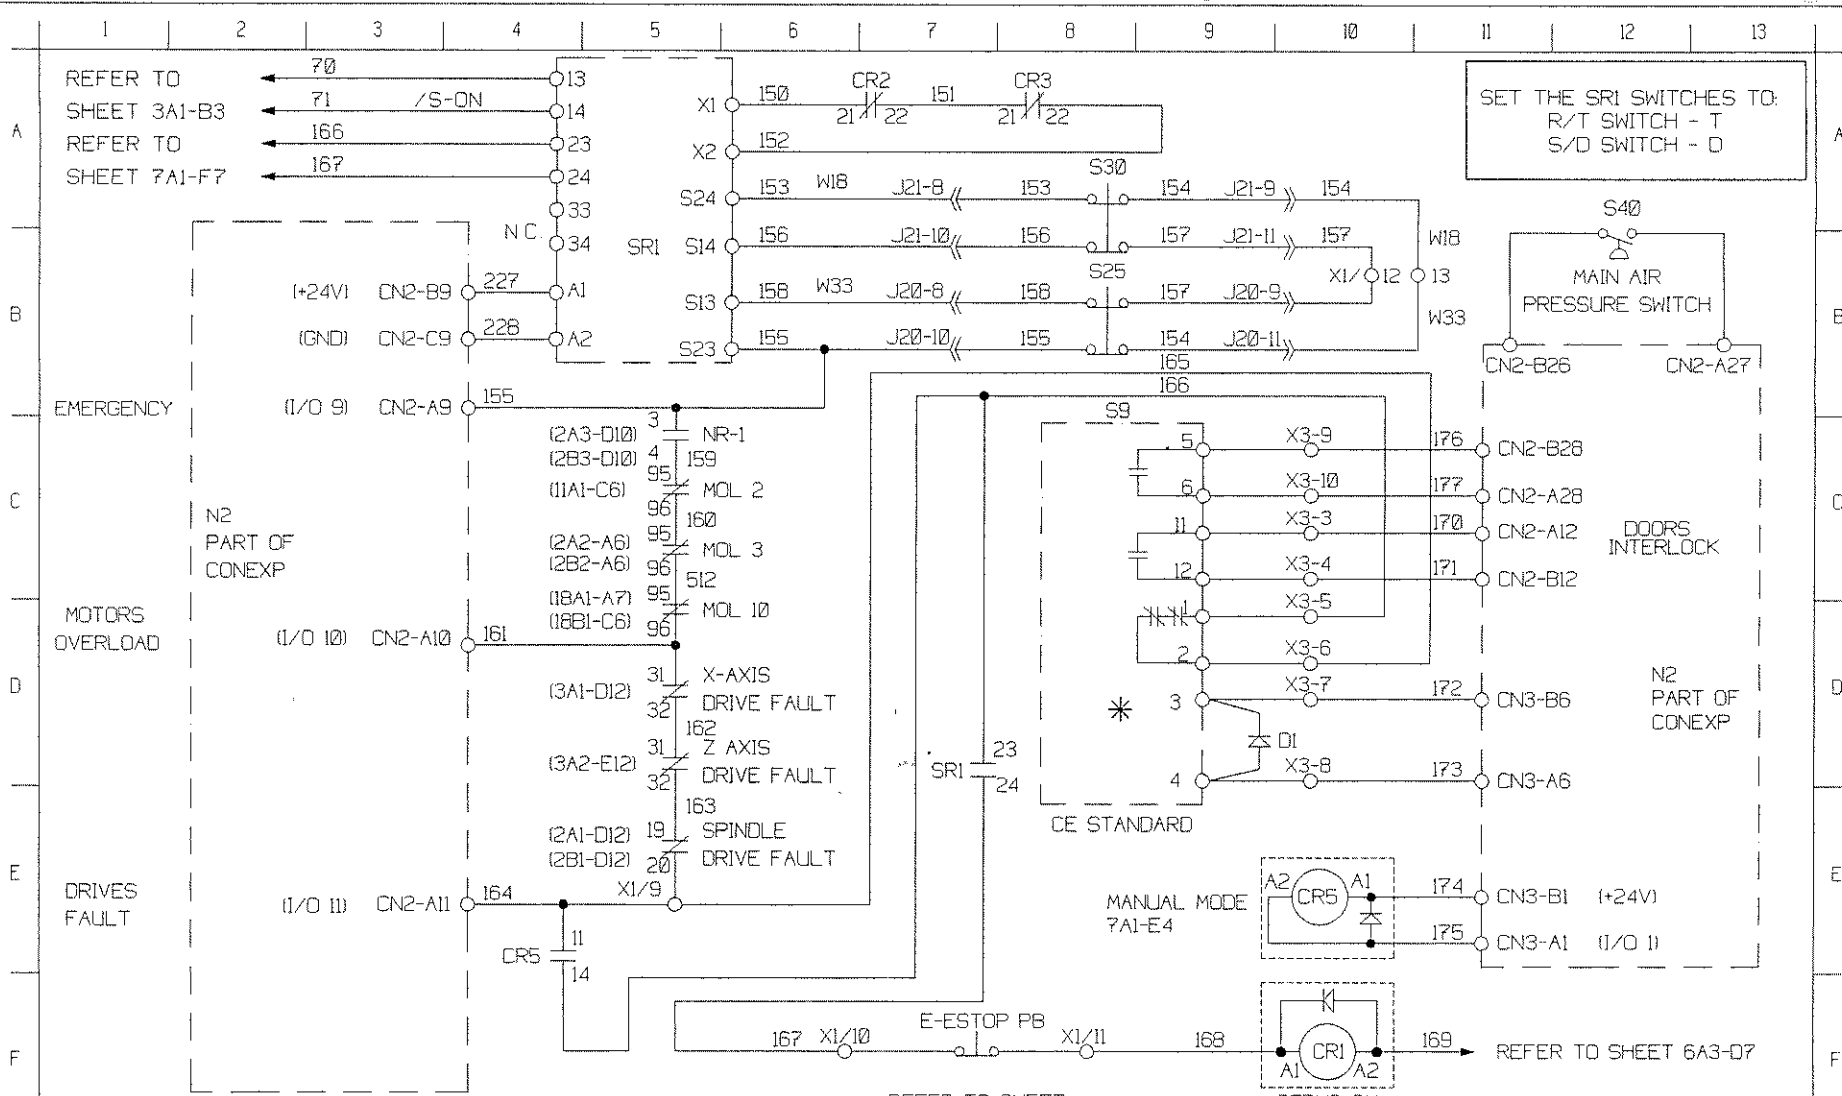 1 2 3 4 5 6 7 8 9 10 11 12 13
A
REFER TO 70 13
SHEET 3A1-B3 71 /S-ON 14
REFER TO 166 23
SHEET 7A1-F7 167 24
33
N C. 34
SR1
X1 150 CR2 21 22 151 CR3 21 22
X2 152
S30
S24 153 W18 J21-8 153 154 J21-9 154
S14 156 J21-10 156 157 J21-11 157 W18
S25
X1/ 12 13
S13 158 W33 J20-8 158 157 J20-9
W33
S23 155 J20-10 155 154 J20-11
165
166
SET THE SR1 SWITCHES TO:
R/T SWITCH - T
S/D SWITCH - D
A
S40
MAIN AIR
PRESSURE SWITCH
CN2-B26 CN2-A27
B
(+24V) CN2-B9 227 A1
(GND) CN2-C9 228 A2
B
EMERGENCY (I/O 9) CN2-A9 155
C
N2
PART OF
CONEXP
3
(2A3-D10) NR-1
(2B3-D10) 4 159
95
(11A1-C6) MOL 2
96 160
(2A2-A6) 95 MOL 3
(2B2-A6) 96 512
(18A1-A7) 95 MOL 10
(18B1-C6) 96
MOTORS
OVERLOAD (I/O 10) CN2-A10 161
D
31 X-AXIS
(3A1-D12) DRIVE FAULT
32 162
31 Z AXIS
(3A2-E12) DRIVE FAULT
32 163
(2A1-D12) 19 SPINDLE
(2B1-D12) 20 DRIVE FAULT
X1/9
E
DRIVES
FAULT (I/O 11) CN2-A11 164
CR5 11 14
SR1 23 24
S9
5 X3-9 176 CN2-B28
6 X3-10 177 CN2-A28
C
11 X3-3 170 CN2-A12
DOORS
INTERLOCK
12 X3-4 171 CN2-B12
1 X3-5
2 X3-6
3 X3-7 172 CN3-B6
D1
4 X3-8 173 CN3-A6
N2
PART OF
CONEXP
D
CE STANDARD
MANUAL MODE
7A1-E4
A2 CR5 A1 174 CN3-B1 (+24V)
175 CN3-A1 (I/O 1)
E
F
167 X1/10 E-ESTOP PB X1/11 168 A1 CR1 A2 169 REFER TO SHEET 6A3-D7
F